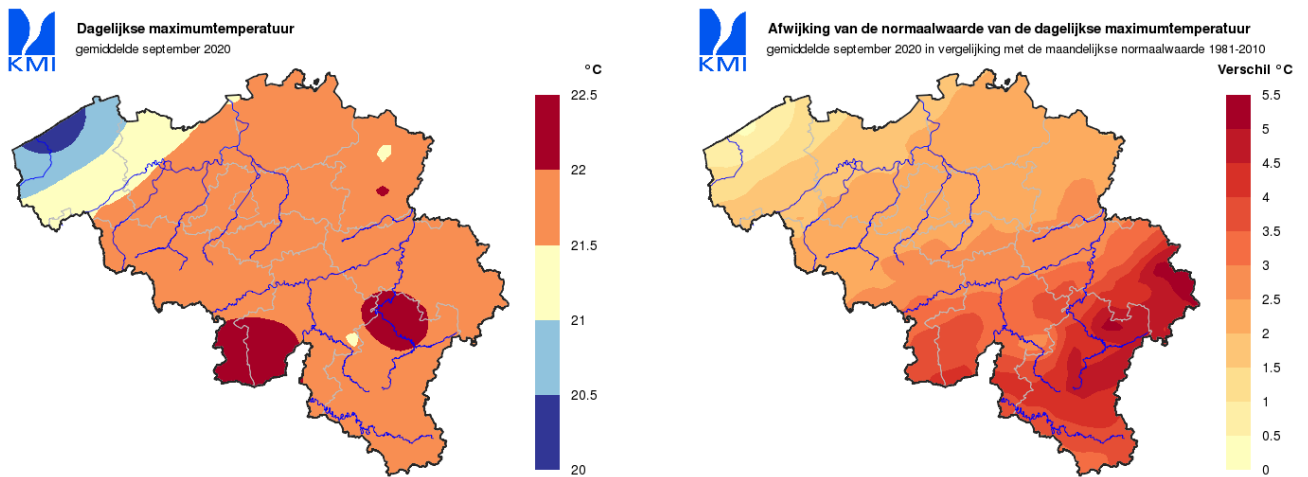 KMI
Dagelijkse maximumtemperatuur
gemiddelde september 2020
°C
22.5
22
21.5
21
20.5
20
KMI
Afwijking van de normaalwaarde van de dagelijkse maximumtemperatuur
gemiddelde september 2020 in vergelijking met de maandelijkse normaalwaarde 1981-2010
Verschil °C
5.5
5
4.5
4
3.5
3
2.5
2
1.5
1
0.5
0